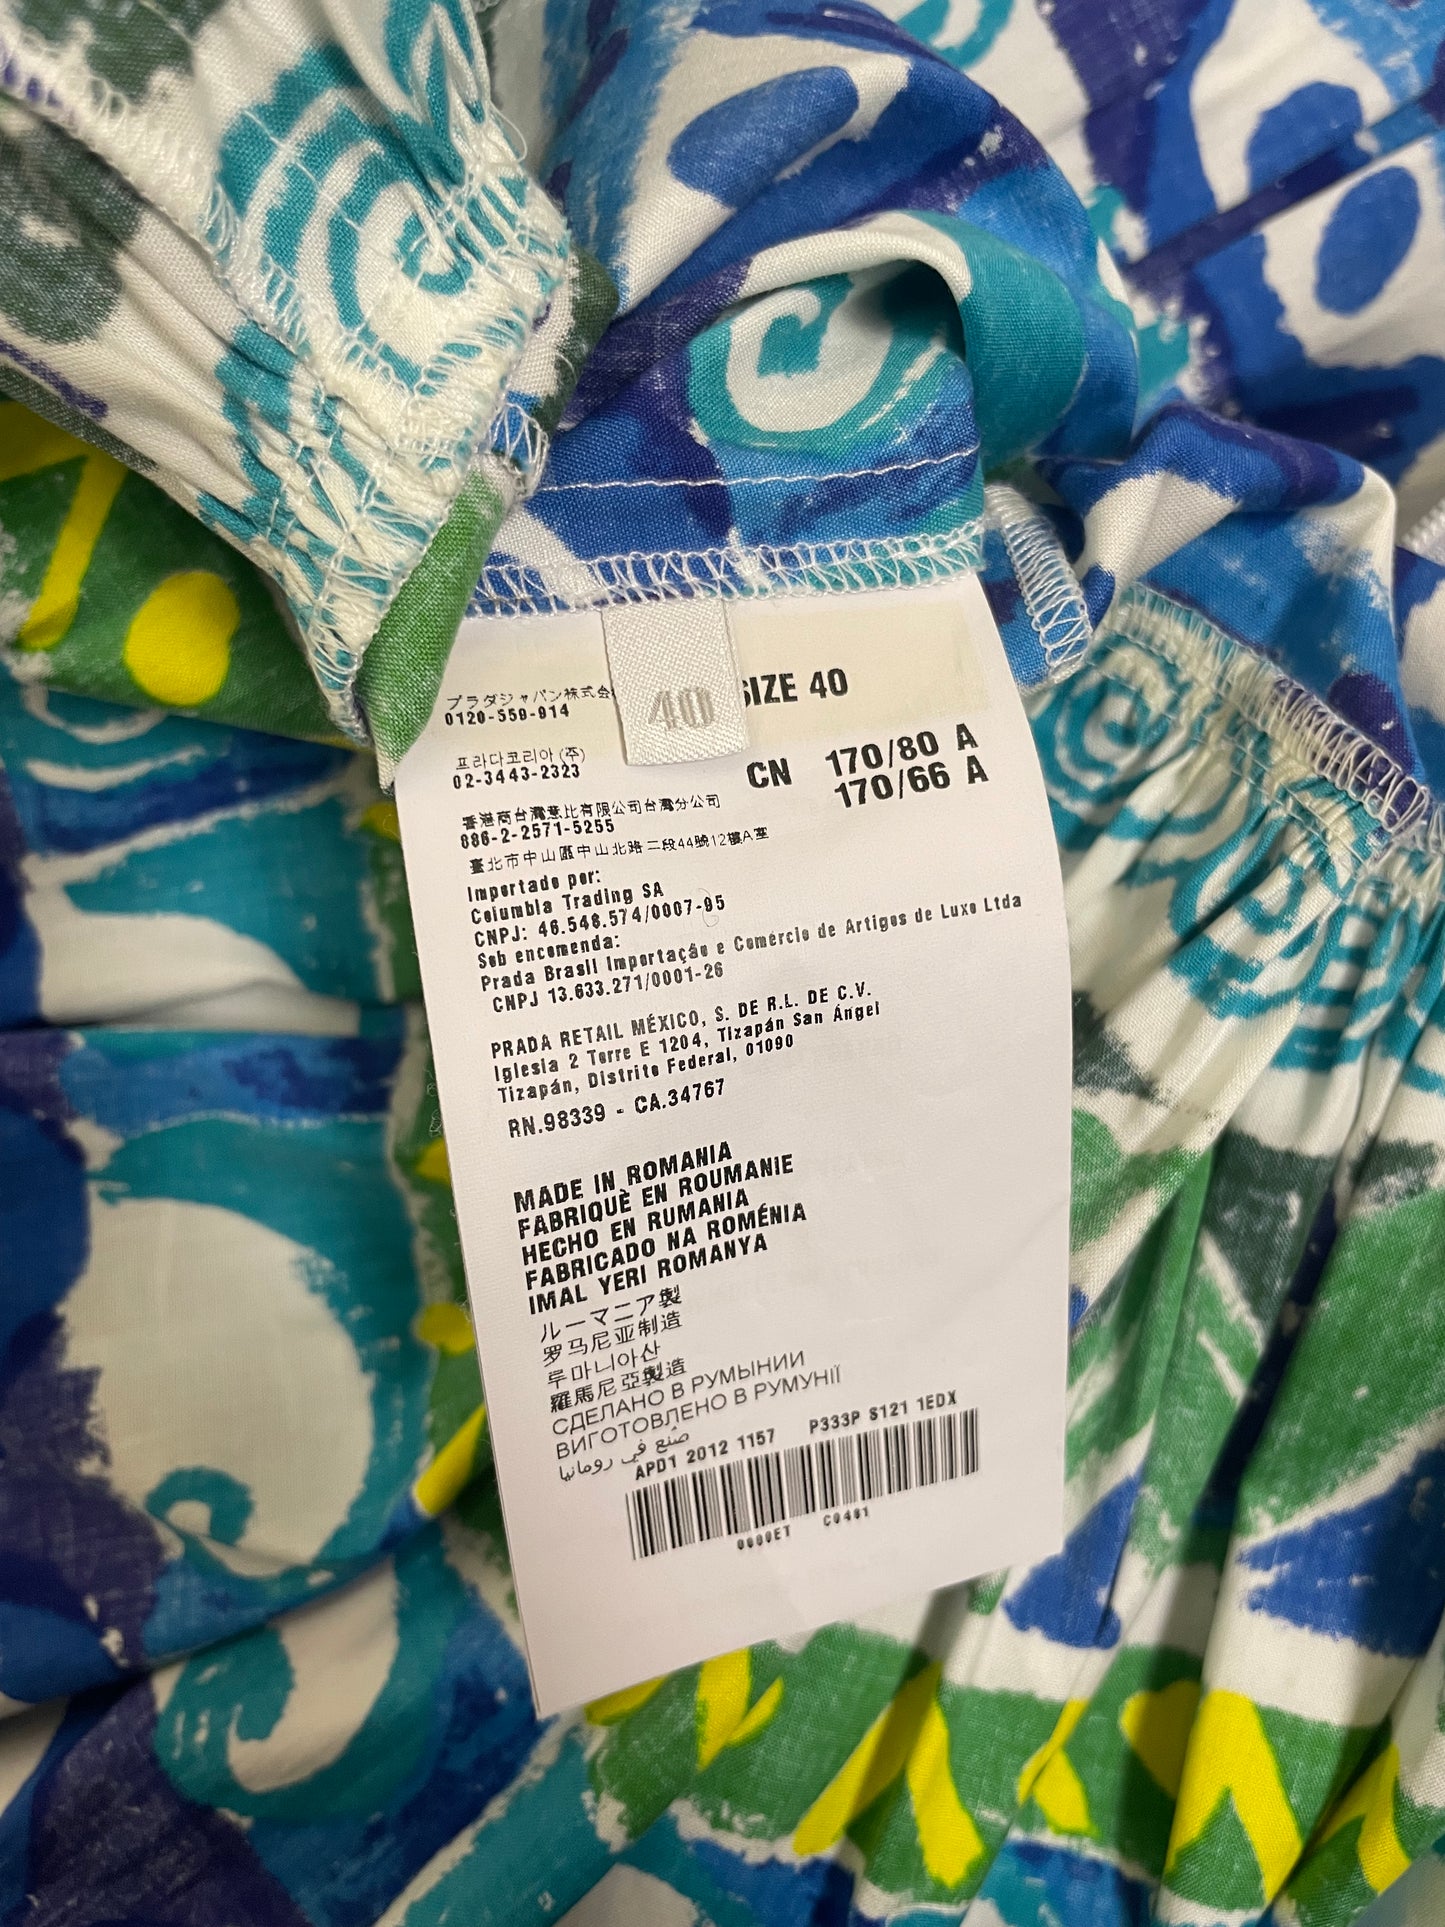 プラダジャパン株式会
0120-559-914
프라다코리아 (주)
02-3443-2323
香港商台灣意比有限公司台灣分公司
886-2-2571-5255
臺北市中山區中山北路二段44號12樓A室
40
SIZE 40
CN 170/80 A
170/66 A
Importado por:
Columbia Trading SA
CNPJ: 46.548.574/0007-95
Sob encomenda:
Prada Brasil Importação e Comércio de Artigos de Luxo Ltda
CNPJ 13.633.271/0001-26
PRADA RETAIL MÉXICO, S. DE R.L. DE C.V.
Iglesia 2 Torre E 1204, Tizapán San Ángel
Tizapán, Distrito Federal, 01090
RN.98339 - CA.34767
MADE IN ROMANIA
FABRIQUÈ EN ROUMANIE
HECHO EN RUMANIA
FABRICADO NA ROMÉNIA
IMAL YERI ROMANYA
ルーマニア製
罗马尼亚制造
루마니아산
羅馬尼亞製造
СДЕЛАНО В РУМЫНИИ
ВИГОТОВЛЕНО В РУМУНІЇ
صنع في رومانيا
APD1 2012 1157 P333P S121 1EDX
0000ET C0481